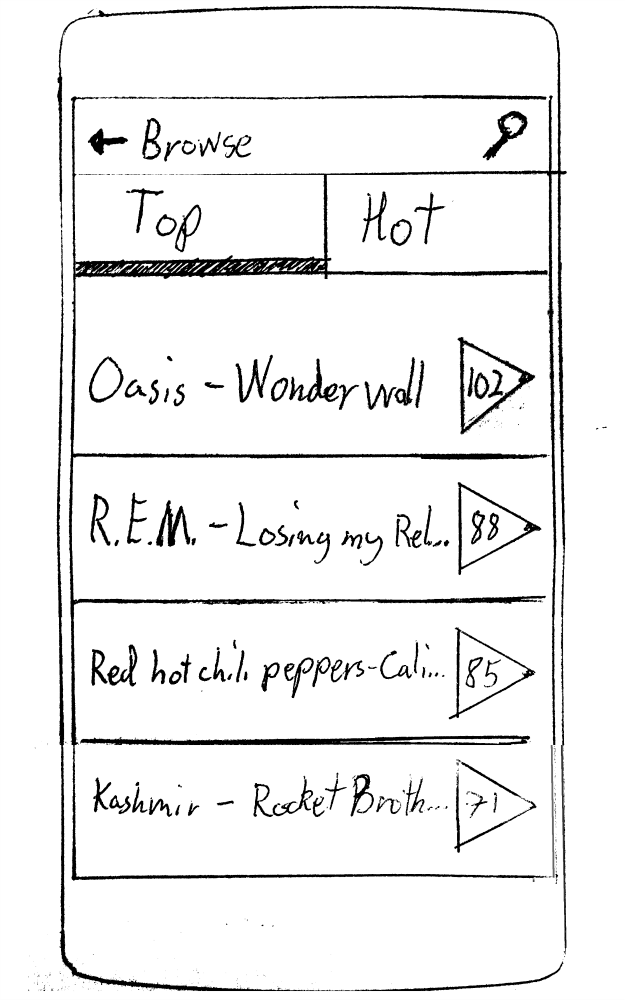 ← Browse
Top
Hot
Oasis - Wonderwall
102
R.E.M. - Losing my Rel...
88
Red hot chili peppers-Cali...
85
Kashmir - Rocket Broth...
71